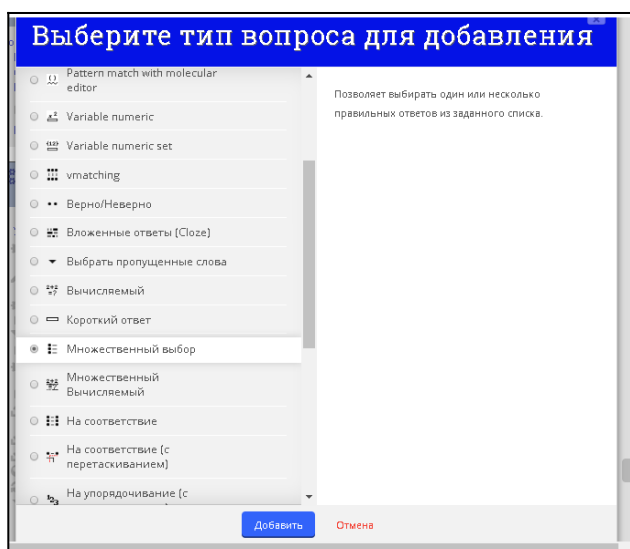 Выберите тип вопроса для добавления
Pattern match with molecular
editor
Variable numeric
Variable numeric set
vmatching
Верно/Неверно
Вложенные ответы (Cloze)
Выбрать пропущенные слова
Вычисляемый
Короткий ответ
Множественный выбор
Множественный
Вычисляемый
На соответствие
На соответствие (с
перетаскиванием)
На упорядочивание (с
Позволяет выбирать один или несколько
правильных ответов из заданного списка.
Добавить
Отмена